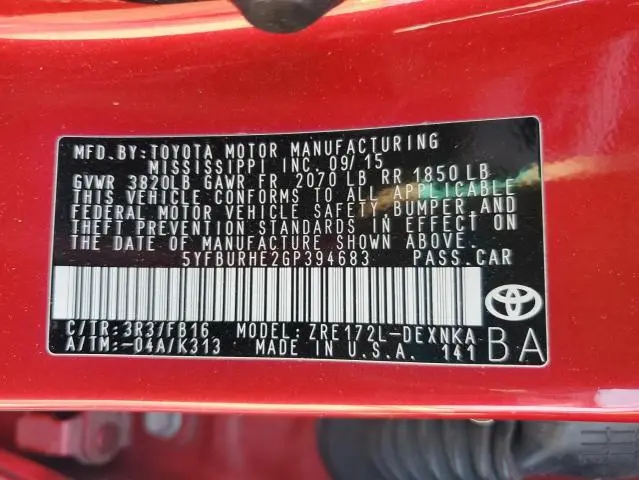 MFD.BY:TOYOTA MOTOR MANUFACTURING
MISSISSIPPI INC. 09/15
GVWR 3820LB GAWR FR 2070 LB RR 1850 LB
THIS VEHICLE CONFORMS TO ALL APPLICABLE
FEDERAL MOTOR VEHICLE SAFETY, BUMPER, AND
THEFT PREVENTION STANDARDS IN EFFECT ON
THE DATE OF MANUFACTURE SHOWN ABOVE.
5YFBURHE2GP394683 PASS.CAR
C/TR: 3R3/FB16 MODEL: ZRE172L-DEXNKA
A/TM:-04A/K313 MADE IN U.S.A. 141
BA